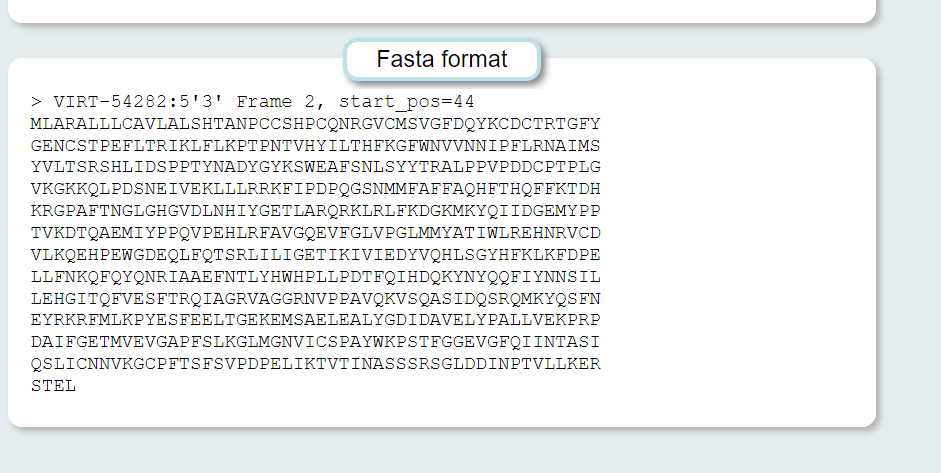 Fasta format
> VIRT-54282:5'3' Frame 2, start_pos=44
MLARALLLCAVLALSHTANPCCSHPCQNRGVCMSVGFDQYKCDCTRTGFY
GENCSTPEFLTRIKLFLKPTPNTVHYILTHFKGFWNVVNNIPFLRNAIMS
YVLTSRSHLIDSPPTYNADYGYKSWEAFSNLSYYTRALPPVPDDCPTPLG
VKGKKQLPDSNEIVEKLLLRRKFIPDPQGSNMMFAFFAQHFTHQFFKTDH
KRGPAFTNGLGHGVDLNHIYGETLARQRKLRLFKDGKMKYQIIDGEMYPP
TVKDTQAEMIYPPQVPEHLRFAVGQEVFGLVPGLMMYATIWLREHNRVCD
VLKQEHPEWGDEQLFQTSRLILIGETIKIVIEDYVQHLSGYHFKLKFDPE
LLFNKQFQYQNRIAAEFNTLYHWHPLLPDTFQIHDQKYNYQQFIYNNSIL
LEHGITQFVESFTRQIAGRVAGGRNVPPAVQKVSQASIDQSRQMKYQSFN
EYRKRFMLKPYESFEELTGEKEMSAELEALYGDIDAVELYPALLVEKPRP
DAIFGETMVEVGAPFSLKGLMGNVICSPAYWKPSTFGGEVGFQIINTASI
QSLICNNVKGCPFTSFSVPDPELIKTVTINASSSRSGLDDINPTVLLKER
STEL